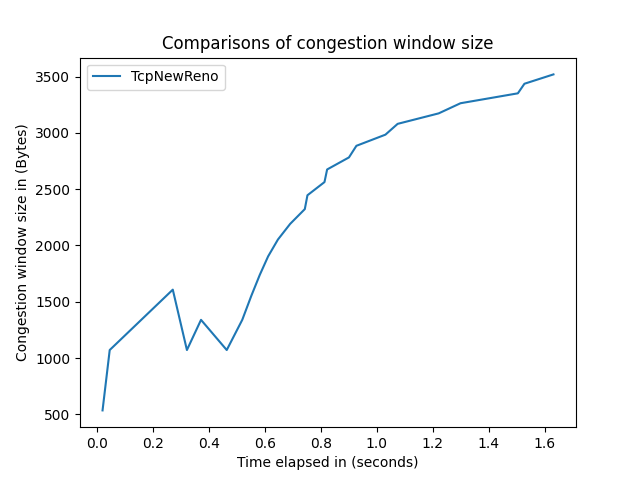 Comparisons of congestion window size
TcpNewReno
Congestion window size in (Bytes)
3500
3000
2500
2000
1500
1000
500
0.0 0.2 0.4 0.6 0.8 1.0 1.2 1.4 1.6
Time elapsed in (seconds)